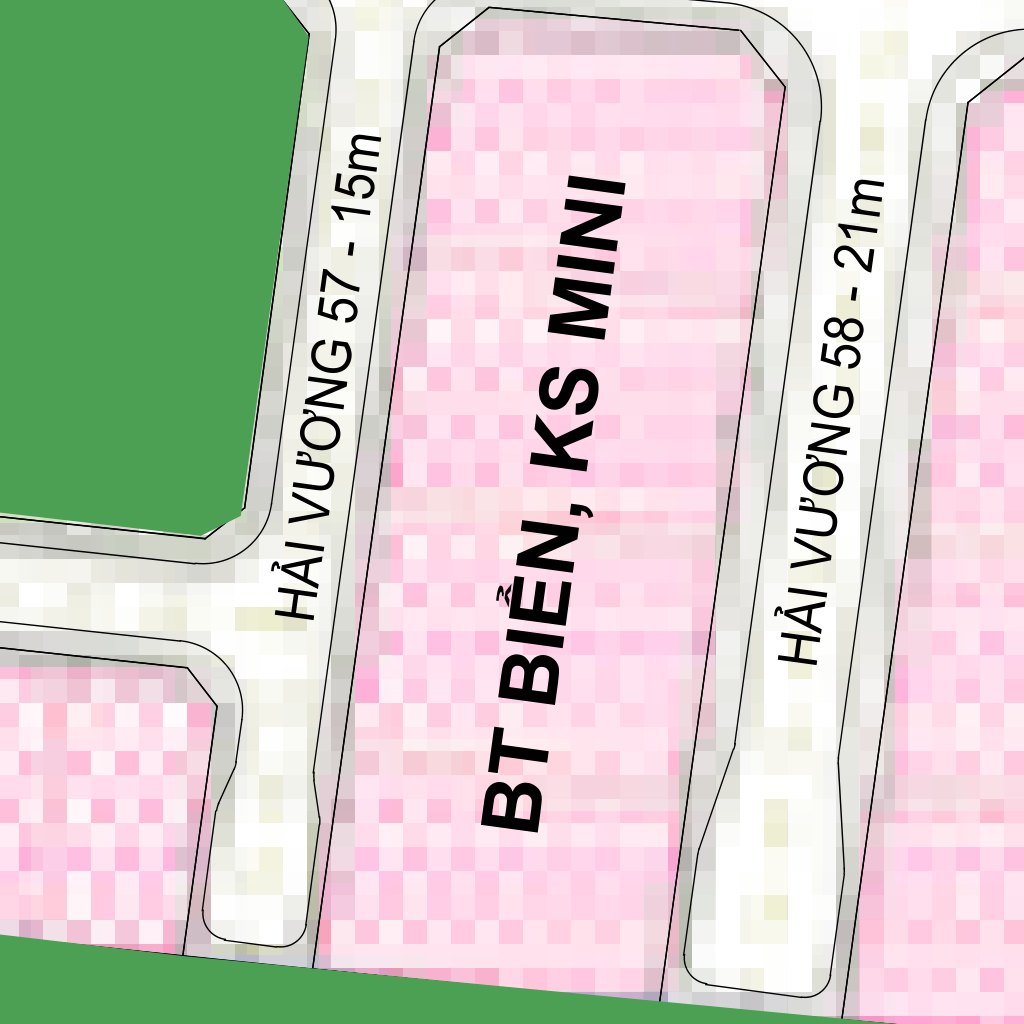 HẢI VƯƠNG 57 - 15m
BT BIỂN, KS MINI
HẢI VƯƠNG 58 - 21m